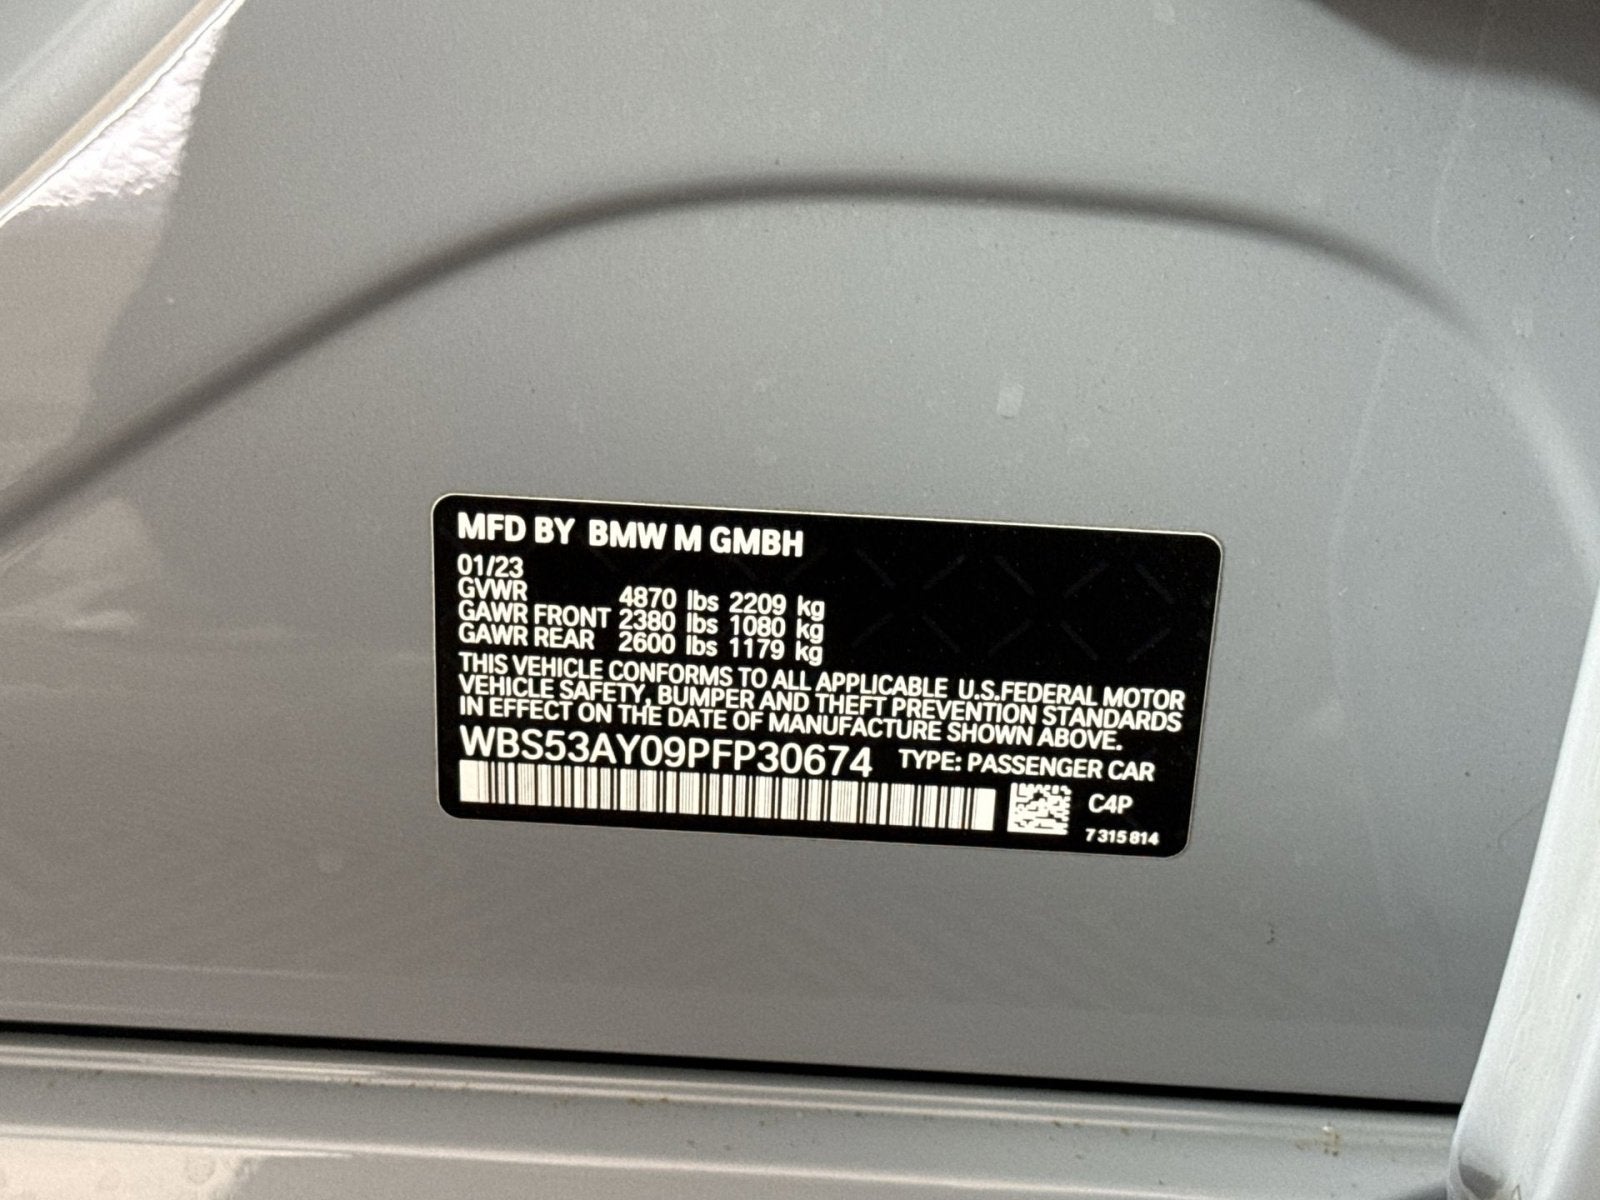 MFD BY BMW M GMBH
01/23
GVWR 4870 lbs 2209 kg
GAWR FRONT 2380 lbs 1080 kg
GAWR REAR 2600 lbs 1179 kg
THIS VEHICLE CONFORMS TO ALL APPLICABLE U.S.FEDERAL MOTOR
VEHICLE SAFETY, BUMPER AND THEFT PREVENTION STANDARDS
IN EFFECT ON THE DATE OF MANUFACTURE SHOWN ABOVE.
WBS53AY09PFP30674 TYPE: PASSENGER CAR
C4P
7 315 814